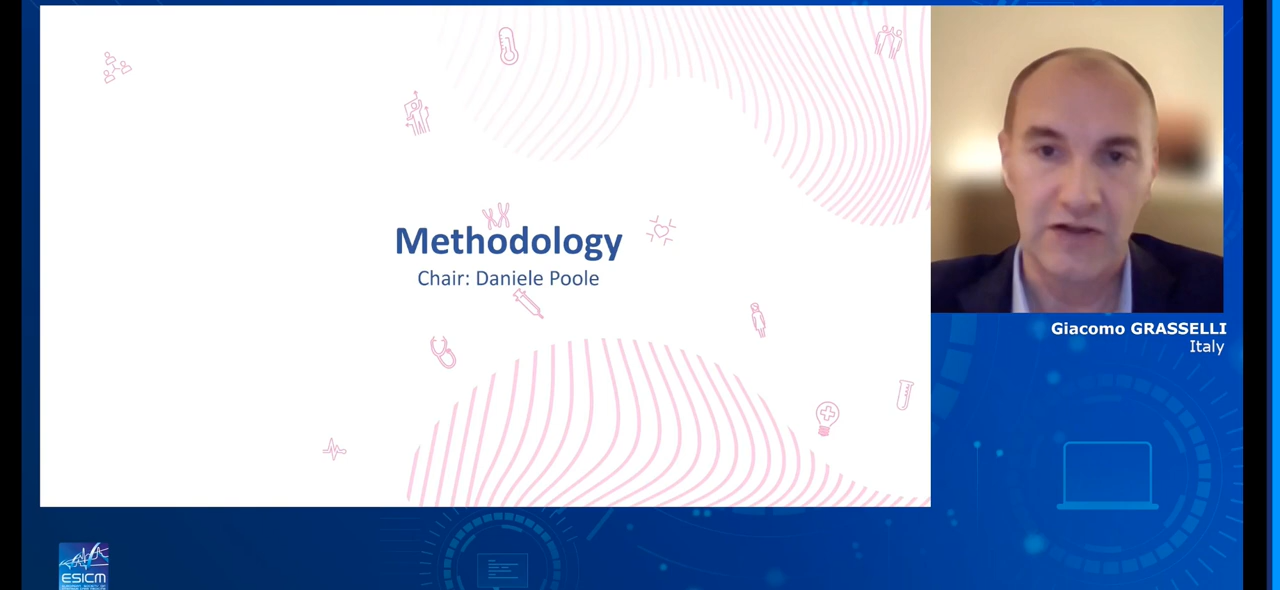 Methodology
Chair: Daniele Poole
Giacomo GRASSELLI
Italy
ESICM